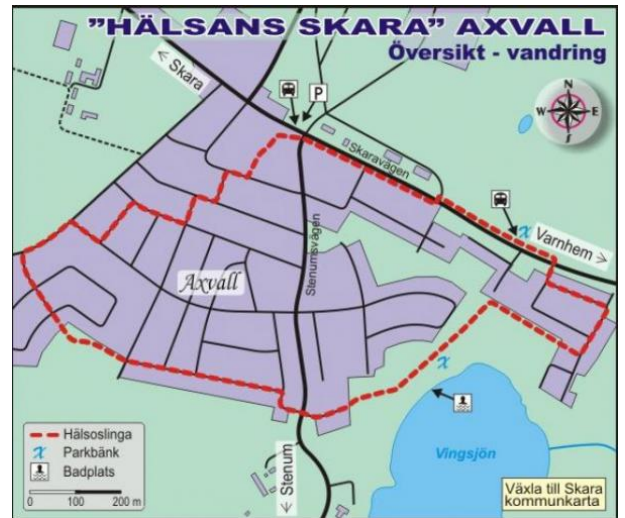 "HÄLSANS SKARA" AXVALL
Översikt - vandring
< Skara
P
N
W E
S
Skaravägen
Varnhem >
Stenumsvägen
Axvall
Hälsoslinga
Parkbänk
Badplats
0 100 200 m
< Stenum
Vingsjön
Växla till Skara
kommunkarta